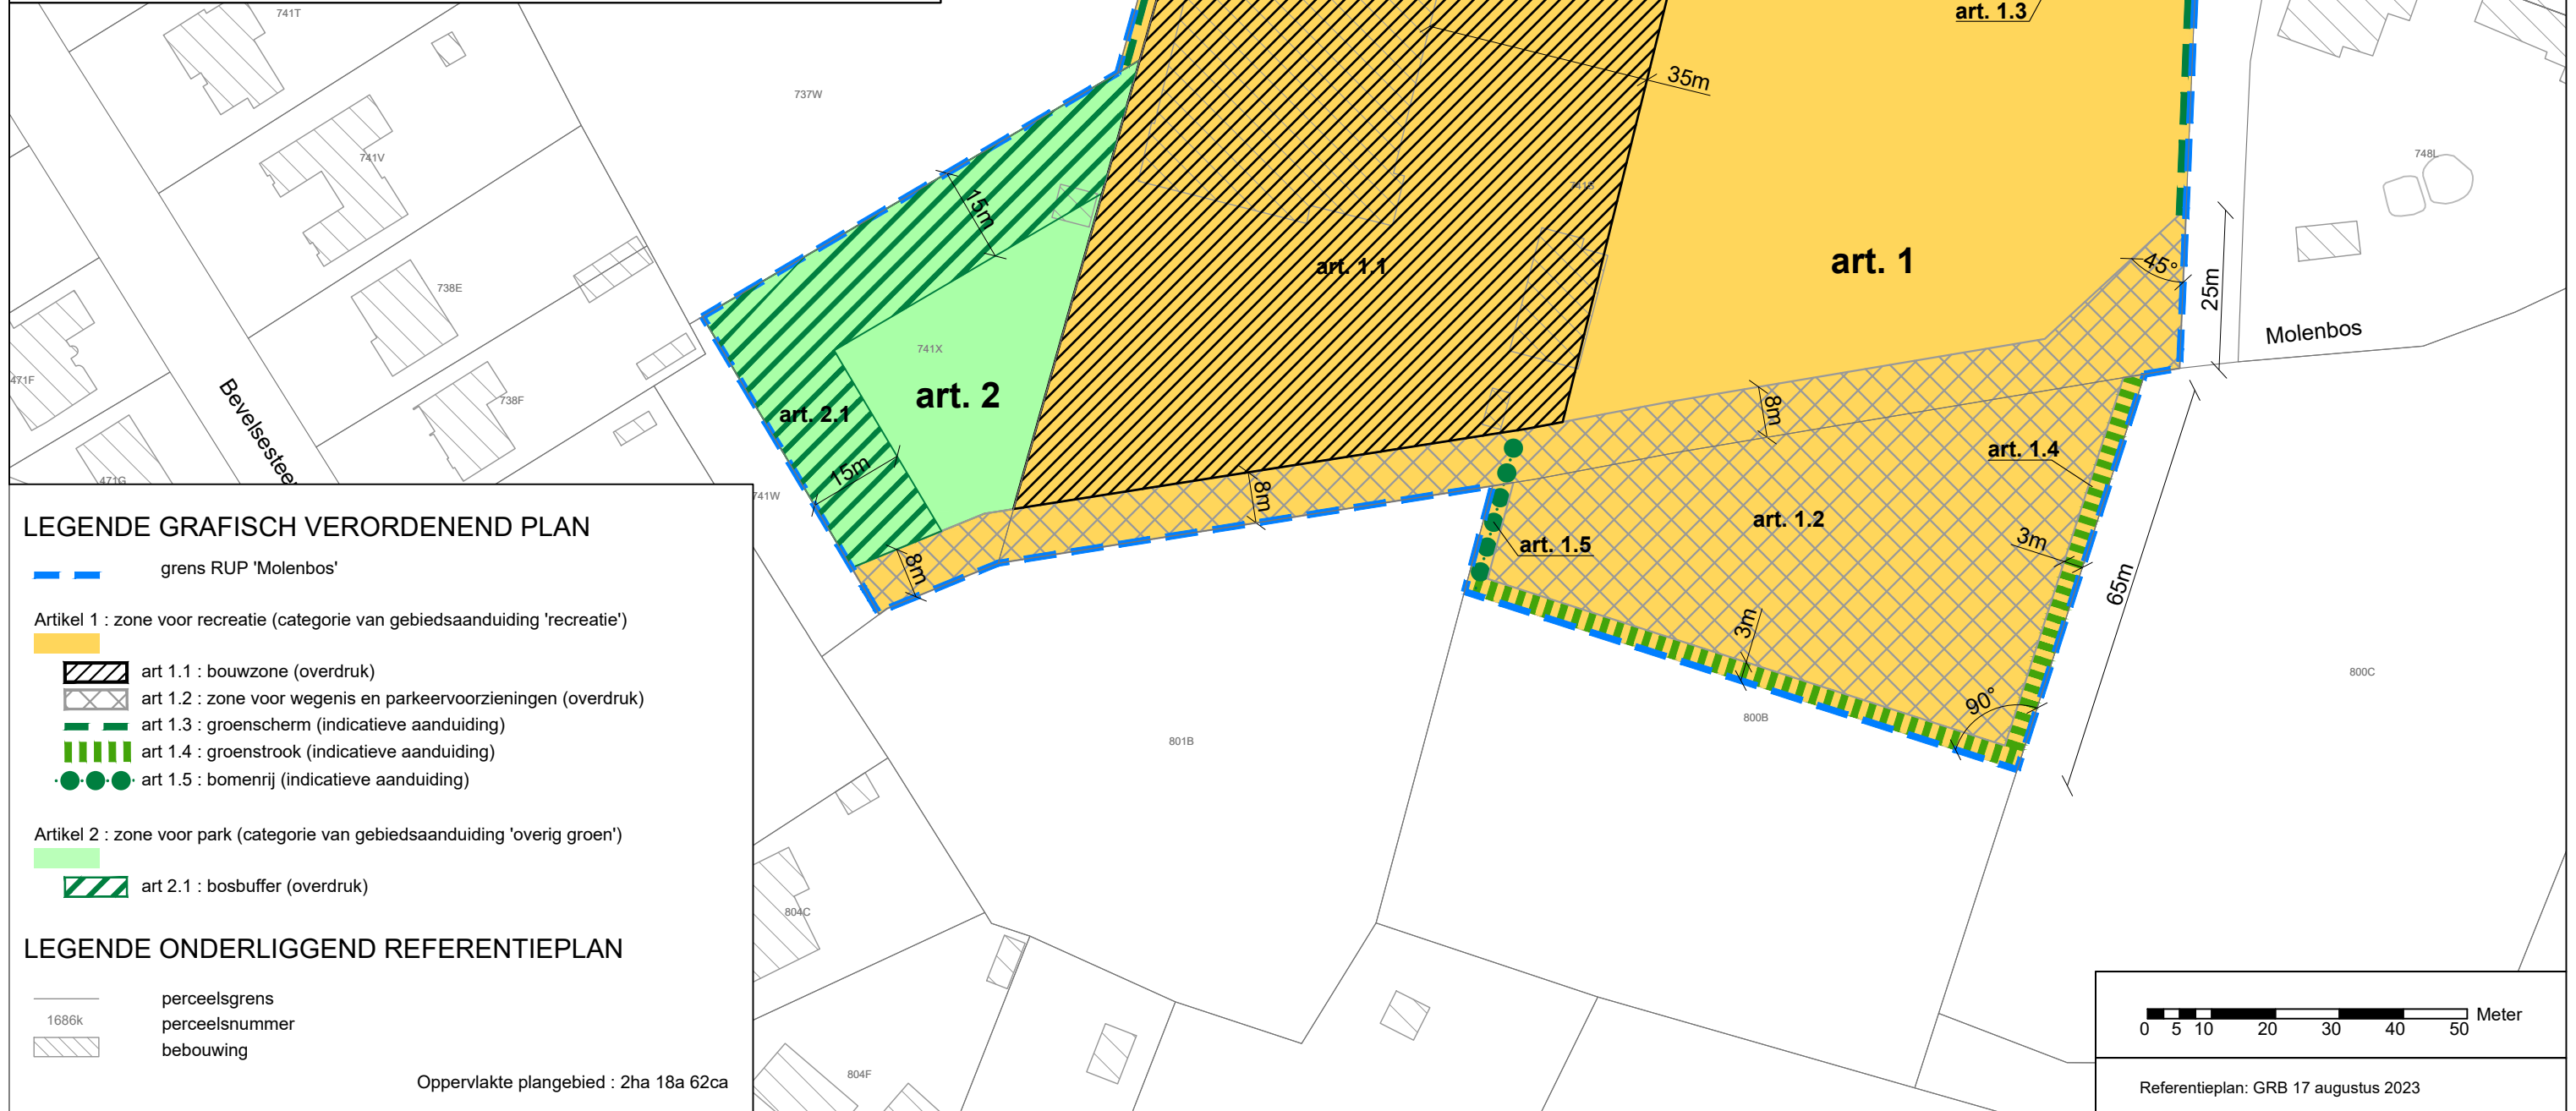 741T
art. 1.3
737W
35m
741V
748L
741S
15m
art. 1.1
art. 1
45°
25m
738E
Molenbos
741X
471F
art. 2
738F
Bevelsestee
art. 2.1
8m
art. 1.4
15m
471G
741W
8m
art. 1.2
art. 1.5
3m
8m
65m
3m
90°
800C
800B
801B
804C
804F
LEGENDE GRAFISCH VERORDENEND PLAN
grens RUP 'Molenbos'
Artikel 1 : zone voor recreatie (categorie van gebiedsaanduiding 'recreatie')
art 1.1 : bouwzone (overdruk)
art 1.2 : zone voor wegenis en parkeervoorzieningen (overdruk)
art 1.3 : groenscherm (indicatieve aanduiding)
art 1.4 : groenstrook (indicatieve aanduiding)
art 1.5 : bomenrij (indicatieve aanduiding)
Artikel 2 : zone voor park (categorie van gebiedsaanduiding 'overig groen')
art 2.1 : bosbuffer (overdruk)
LEGENDE ONDERLIGGEND REFERENTIEPLAN
perceelsgrens
1686k perceelsnummer
bebouwing
Oppervlakte plangebied : 2ha 18a 62ca
Meter
0 5 10 20 30 40 50
Referentieplan: GRB 17 augustus 2023